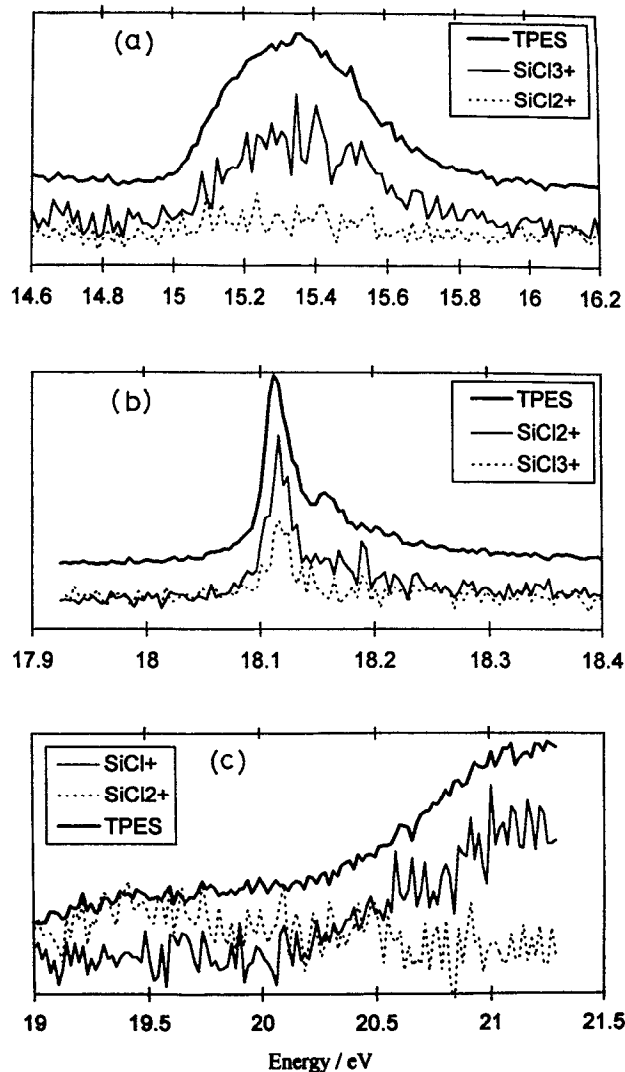 (a)
TPES
SiCl3+
SiCl2+
14.6 14.8 15 15.2 15.4 15.6 15.8 16 16.2
(b)
TPES
SiCl2+
SiCl3+
17.9 18 18.1 18.2 18.3 18.4
SiCl+
SiCl2+
TPES
(c)
19 19.5 20 20.5 21 21.5
Energy / eV